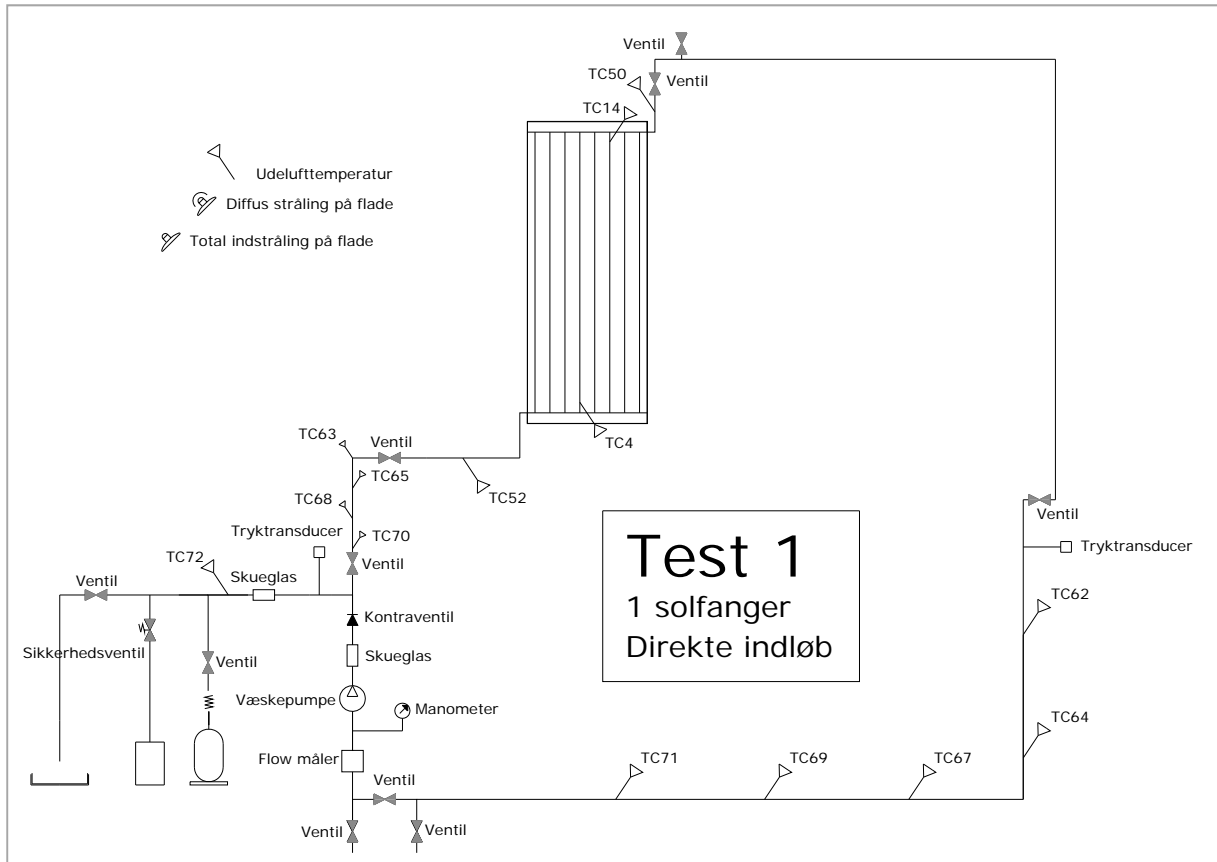 Ventil
TC50
Ventil
TC14
Udelufttemperatur
Diffus stråling på flade
Total indstråling på flade
TC63
Ventil
TC4
TC65
TC52
TC68
Tryktransducer
TC70
Ventil
TC72
Skueglas
Ventil
Kontraventil
Sikkerhedsventil
Ventil
Skueglas
Væskepumpe
Manometer
Flow måler
Ventil
Ventil
Ventil
Test 1
1 solfanger
Direkte indløb
Ventil
Tryktransducer
TC62
TC64
TC71
TC69
TC67